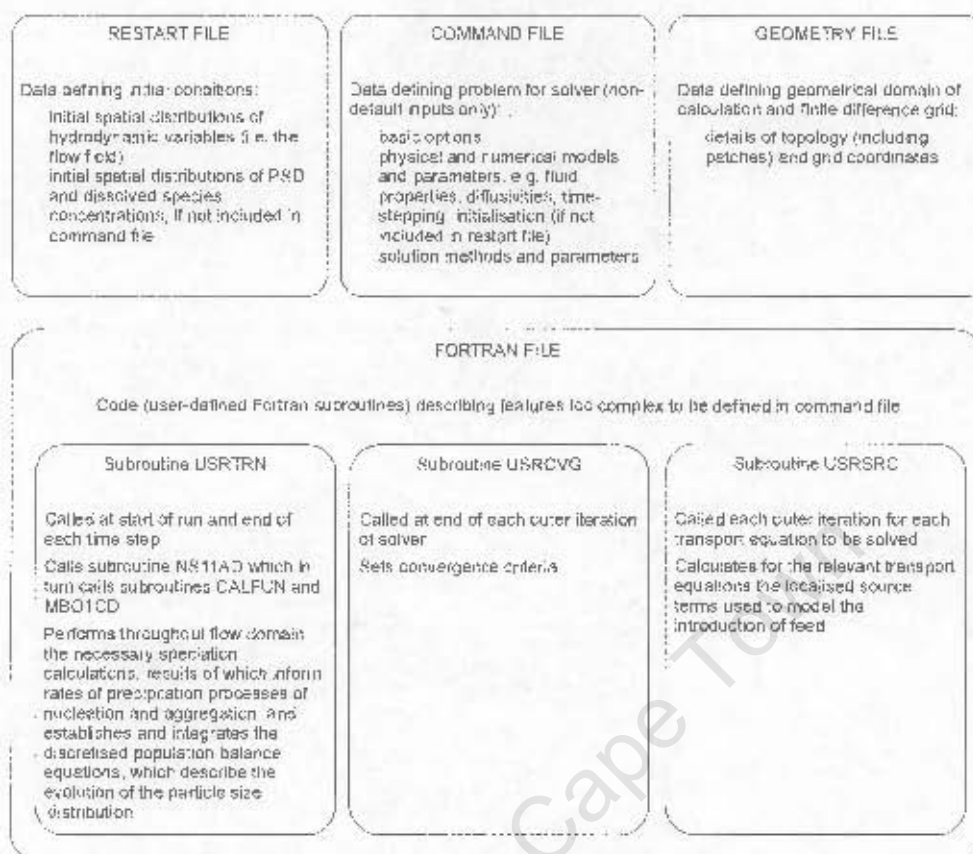 RESTART FILE
Data defining initial conditions:
initial spatial distributions of
hydrodynamic variables (i.e. the
flow field)
initial spatial distributions of PSD
and dissolved species
concentrations, if not included in
command file
COMMAND FILE
Data defining problem for solver (non-
default inputs only):
basic options
physical and numerical models
and parameters, e.g. fluid
properties, diffusivities, time-
stepping, initialisation (if not
included in restart file)
solution methods and parameters
GEOMETRY FILE
Data defining geometrical domain of
calculation and finite difference grid:
details of topology (including
patches) and grid coordinates
FORTRAN FILE
Code (user-defined Fortran subroutines) describing features too complex to be defined in command file
Subroutine USRTRN
Called at start of run and end of
each time step
Calls subroutine NS11AD which in
turn calls subroutines CALFUN and
MBO1CD
Performs throughout flow domain
the necessary speciation
calculations, results of which inform
rates of precipitation processes of
nucleation and aggregation, and
establishes and integrates the
discretised population balance
equations, which describe the
evolution of the particle size
distribution
Subroutine USRCVG
Called at end of each outer iteration
of solver
Sets convergence criteria
Subroutine USRSRC
Called each outer iteration for each
transport equation to be solved
Calculates for the relevant transport
equations the localised source
terms used to model the
introduction of feed
Cape Town